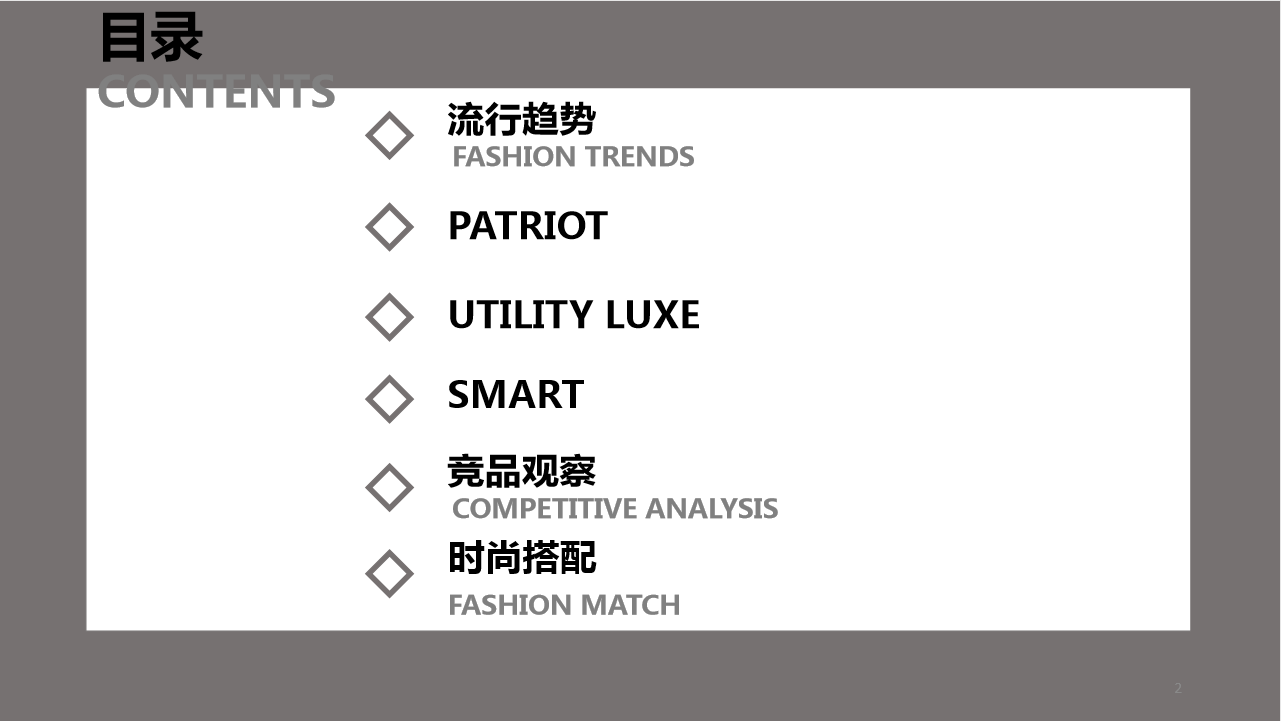 目录
CONTENTS
流行趋势
FASHION TRENDS
PATRIOT
UTILITY LUXE
SMART
竞品观察
COMPETITIVE ANALYSIS
时尚搭配
FASHION MATCH
2